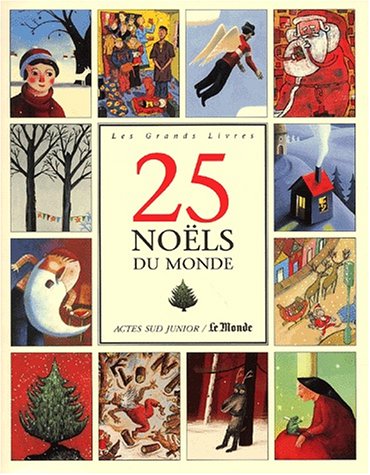 Les Grands Livres
25
NOËLS
DU MONDE
ACTES SUD JUNIOR / Le Monde